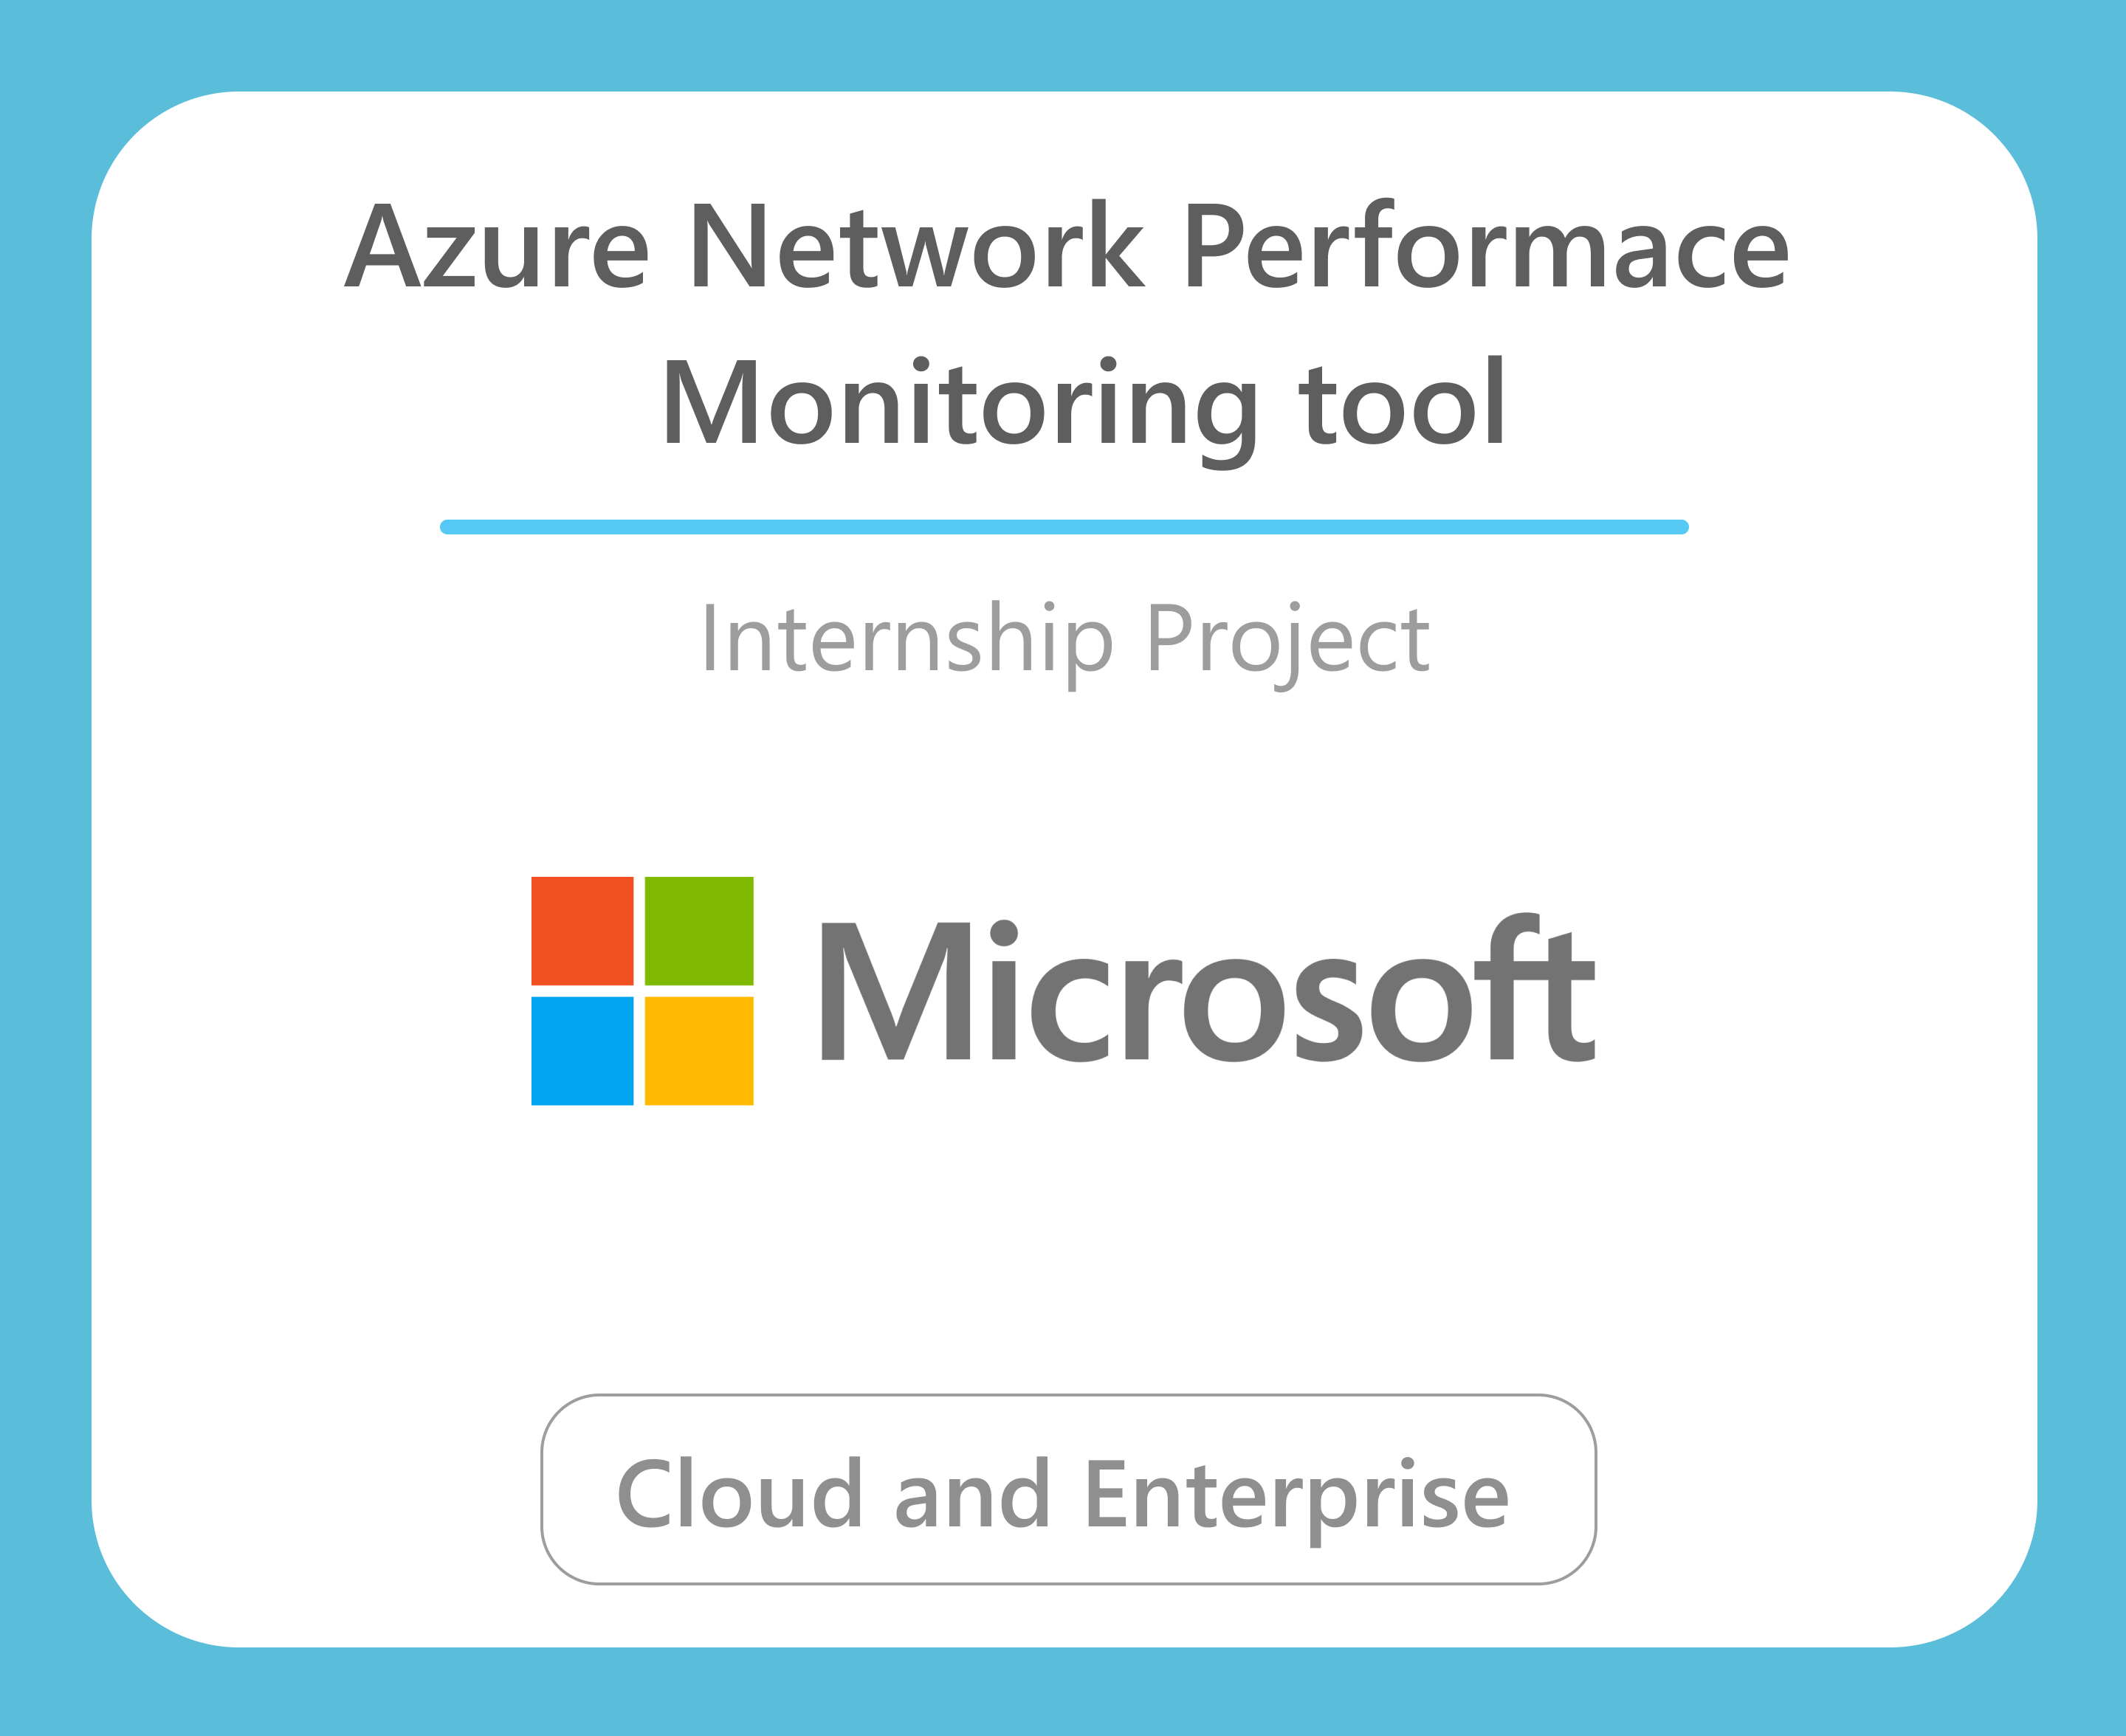 Azure Network Performace
Monitoring tool
Internship Project
Microsoft
Cloud and Enterprise